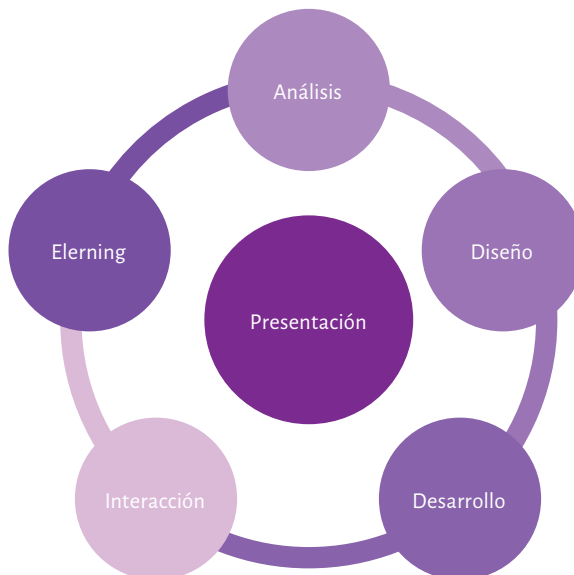 Análisis
Elerning
Diseño
Presentación
Interacción
Desarrollo